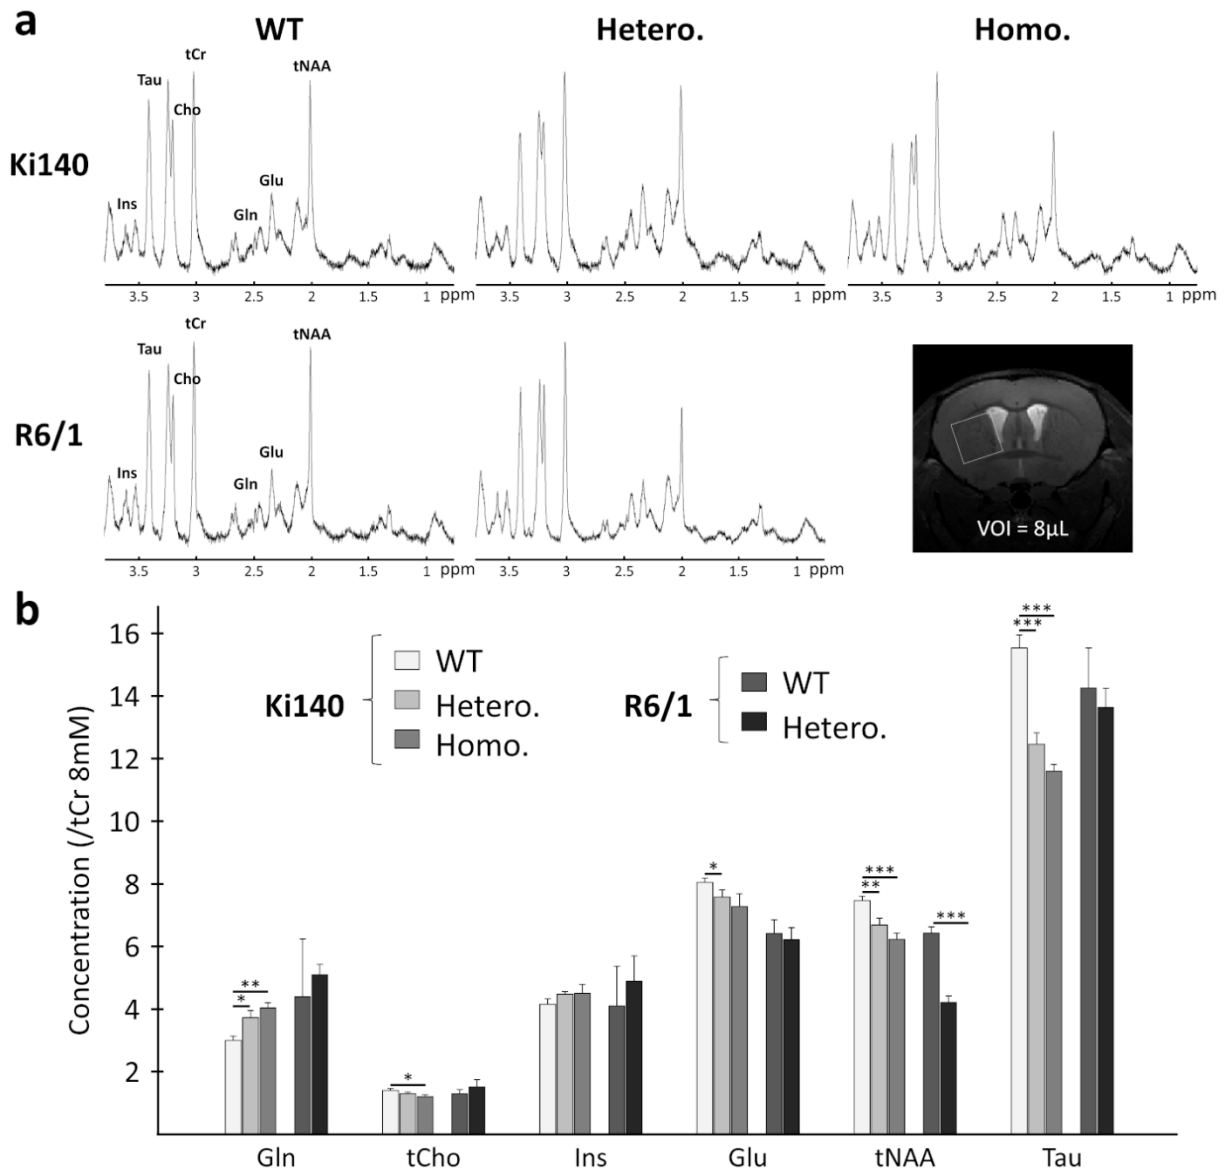 a
WT
Hetero.
Homo.
Ki140
Ins
Tau
Cho
tCr
Gln
Glu
tNAA
3.5 3 2.5 2 1.5 1 ppm
3.5 3 2.5 2 1.5 1 ppm
3.5 3 2.5 2 1.5 1 ppm
R6/1
Ins
Tau
Cho
tCr
Gln
Glu
tNAA
3.5 3 2.5 2 1.5 1 ppm
3.5 3 2.5 2 1.5 1 ppm
VOI = 8µL
b
Concentration (/tCr 8mM)
16
14
12
10
8
6
4
2
Ki140
WT
Hetero.
Homo.
R6/1
WT
Hetero.
**
*
*
*
***
**
***
***
***
Gln tCho Ins Glu tNAA Tau